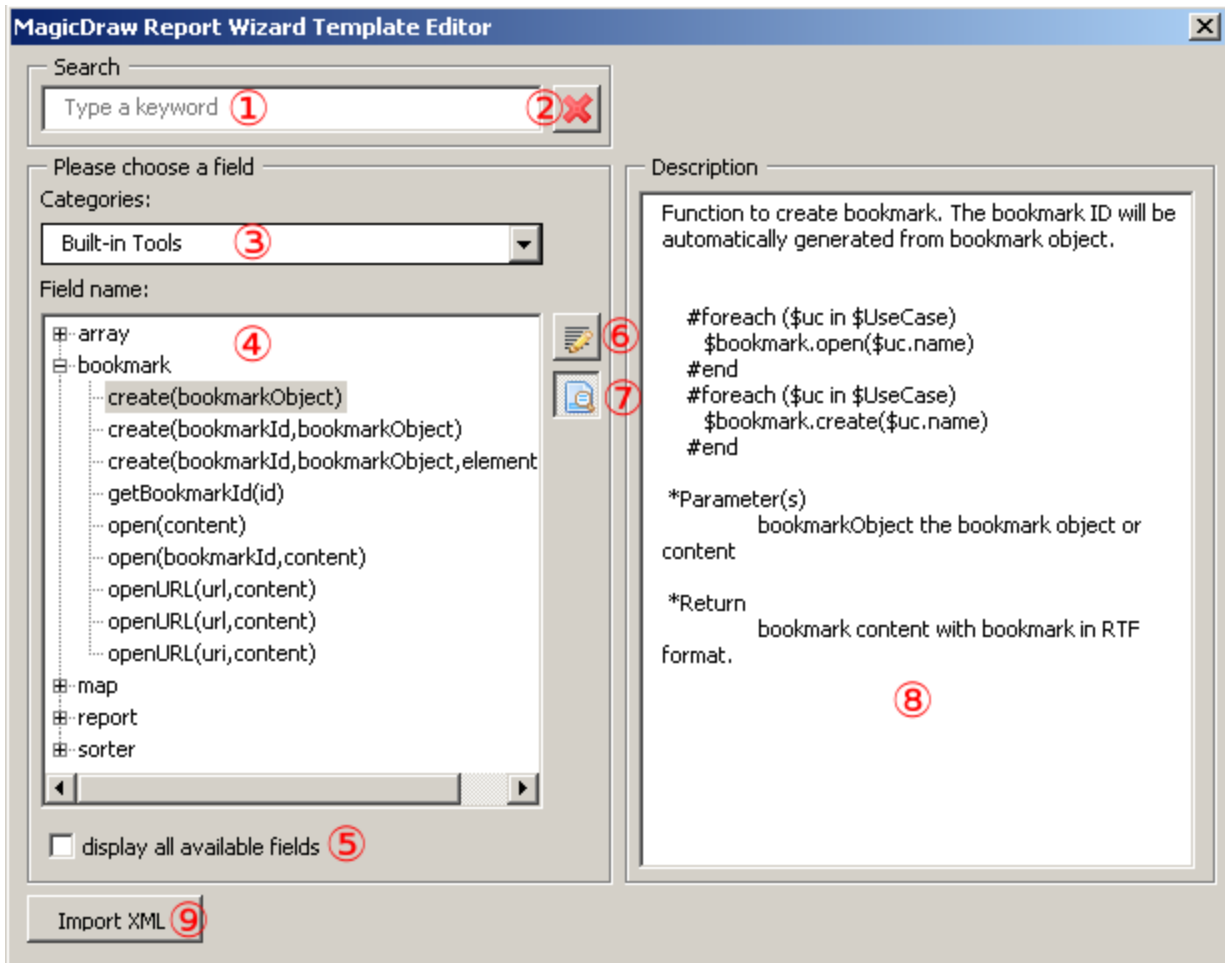 MagicDraw Report Wizard Template Editor
Search
Type a keyword ①
②
Please choose a field
Categories:
Built-in Tools ③
Field name:
array
④
bookmark
create(bookmarkObject)
create(bookmarkId,bookmarkObject)
create(bookmarkId,bookmarkObject,element
getBookmarkId(id)
open(content)
open(bookmarkId,content)
openURL(url,content)
openURL(url,content)
openURL(uri,content)
map
report
sorter
⑥
⑦
display all available fields ⑤
Description
Function to create bookmark. The bookmark ID will be
automatically generated from bookmark object.
#foreach ($uc in $UseCase)
$bookmark.open($uc.name)
#end
#foreach ($uc in $UseCase)
$bookmark.create($uc.name)
#end
*Parameter(s)
bookmarkObject the bookmark object or
content
*Return
bookmark content with bookmark in RTF
format.
⑧
Import XML ⑨